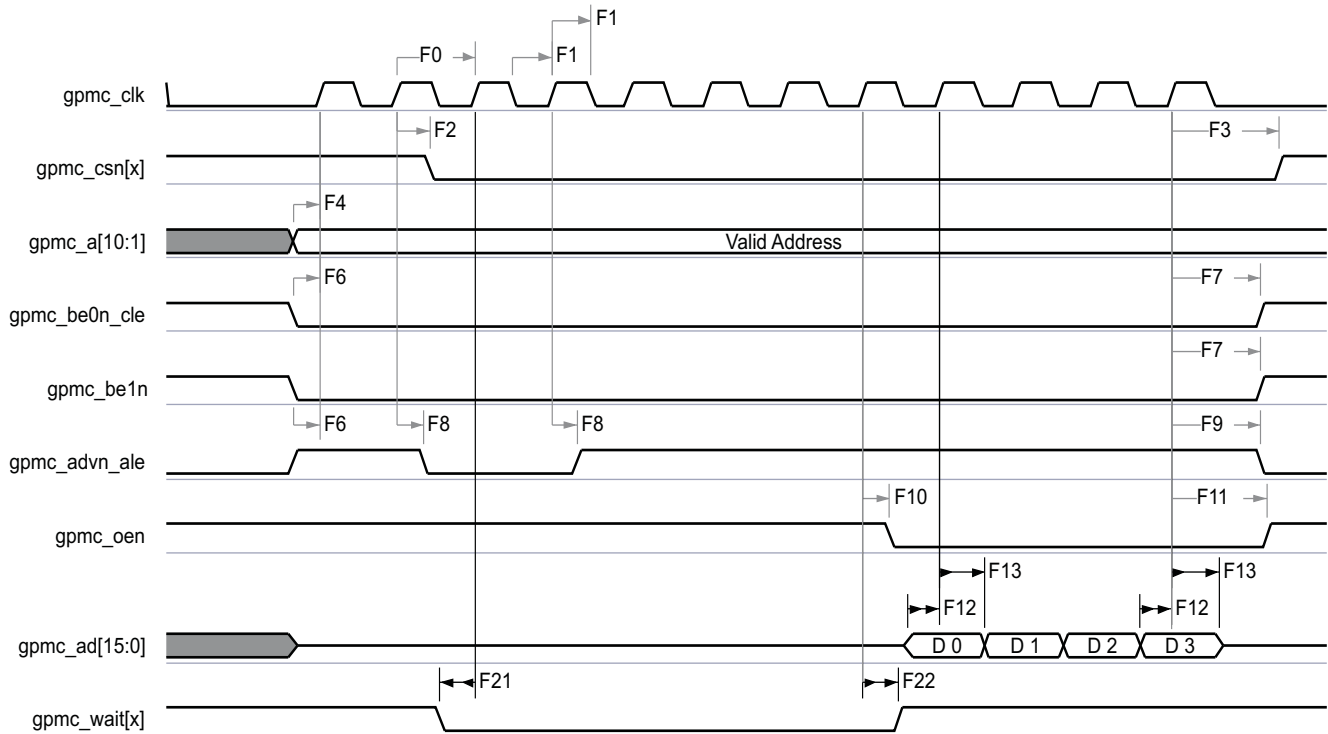 F1
F0
F1
gpmc_clk
F2
F3
gpmc_csn[x]
F4
gpmc_a[10:1]
Valid Address
F6
F7
gpmc_be0n_cle
F7
gpmc_be1n
F6
F8
F8
F9
gpmc_advn_ale
F10
F11
gpmc_oen
F13
F13
F12
F12
gpmc_ad[15:0]
D 0
D 1
D 2
D 3
F21
F22
gpmc_wait[x]